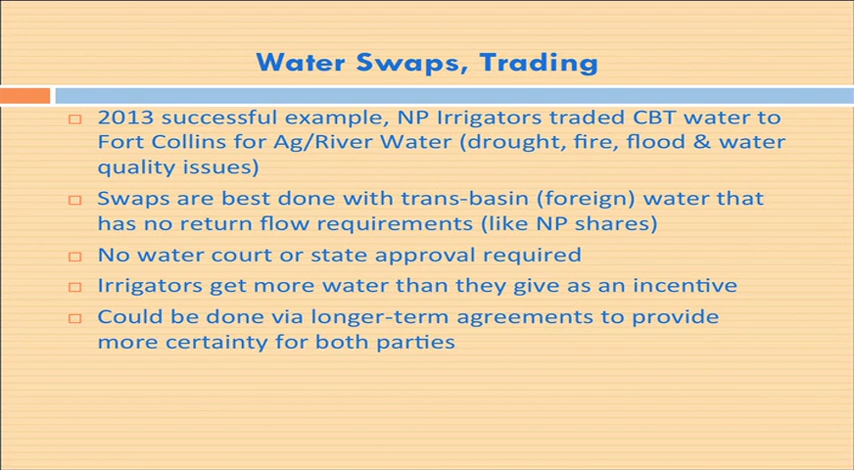 Water Swaps, Trading
2013 successful example, NP Irrigators traded CBT water to
Fort Collins for Ag/River Water (drought, fire, flood & water
quality issues)
Swaps are best done with trans-basin (foreign) water that
has no return flow requirements (like NP shares)
No water court or state approval required
Irrigators get more water than they give as an incentive
Could be done via longer-term agreements to provide
more certainty for both parties